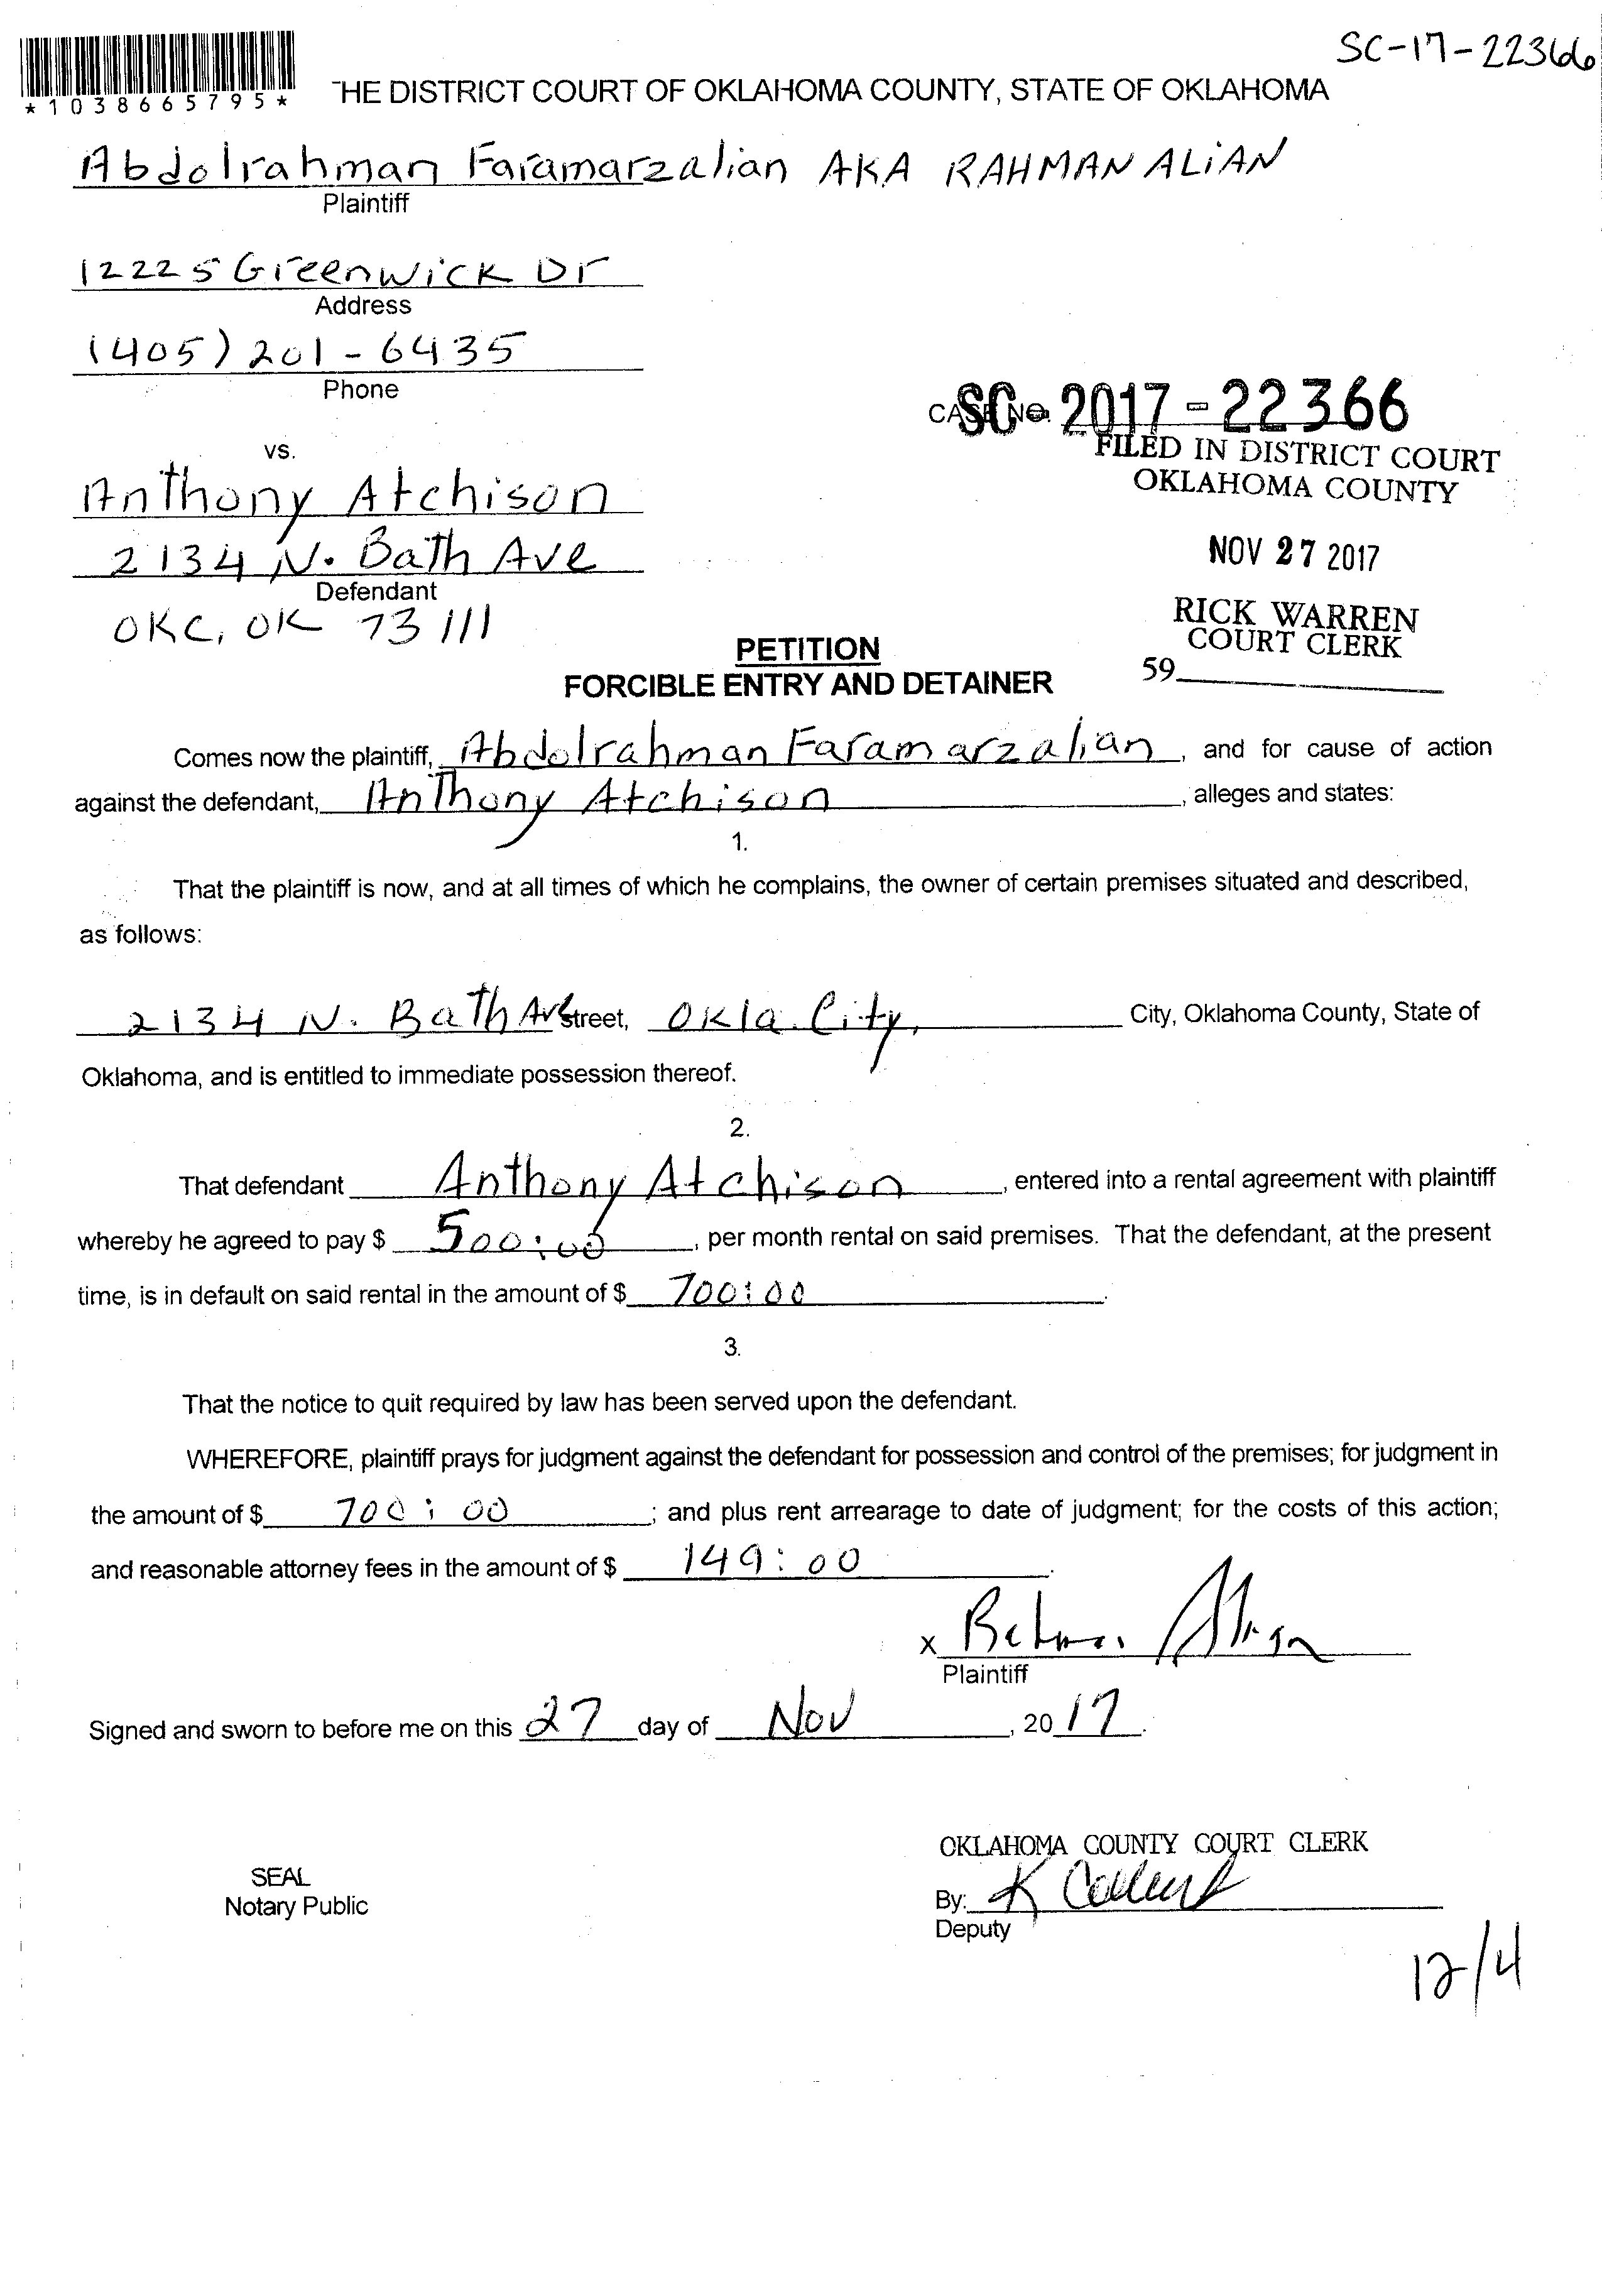 SC-17-22366
*1038665795*
THE DISTRICT COURT OF OKLAHOMA COUNTY, STATE OF OKLAHOMA
Abdolrahman Faramarzalian AKA RAHMAN ALiAN
Plaintiff
12225 Greenwick Dr
Address
(405) 201-6435
Phone
CASE NO. SC-2017-22366
FILED IN DISTRICT COURT
OKLAHOMA COUNTY
vs.
Anthony Atchison
2134 N. Bath Ave
Defendant
OKC, OK 73111
NOV 27 2017
RICK WARREN
COURT CLERK
59
PETITION
FORCIBLE ENTRY AND DETAINER
Comes now the plaintiff, Abdolrahman Faramarzalian, and for cause of action
against the defendant, Anthony Atchison, alleges and states:
1.
That the plaintiff is now, and at all times of which he complains, the owner of certain premises situated and described,
as follows:
2134 N. Bath Ave Street, Okla. City, City, Oklahoma County, State of
Oklahoma, and is entitled to immediate possession thereof.
2.
That defendant Anthony Atchison, entered into a rental agreement with plaintiff
whereby he agreed to pay $ 500:00, per month rental on said premises. That the defendant, at the present
time, is in default on said rental in the amount of $ 700:00.
3.
That the notice to quit required by law has been served upon the defendant.
WHEREFORE, plaintiff prays for judgment against the defendant for possession and control of the premises; for judgment in
the amount of $ 700:00; and plus rent arrearage to date of judgment; for the costs of this action;
and reasonable attorney fees in the amount of $ 149:00.
x
Plaintiff
Signed and sworn to before me on this 27 day of Nov, 2017.
OKLAHOMA COUNTY COURT CLERK
SEAL
Notary Public
By: K
Deputy
12/4